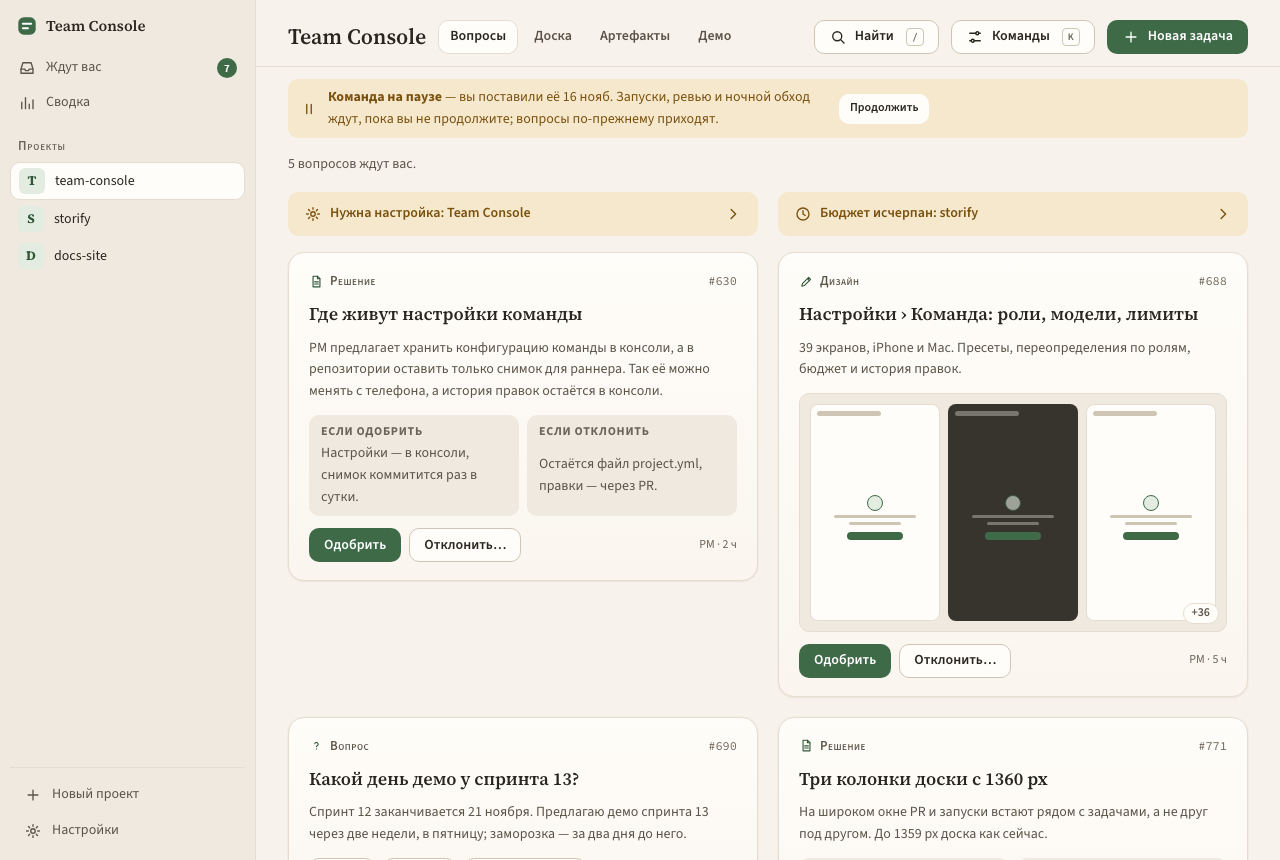 Team Console
Ждут вас
7
Сводка
Проекты
T
team-console
S
storify
D
docs-site
Новый проект
Настройки
Team Console
Вопросы
Доска
Артефакты
Демо
Найти
/
Команды
K
Новая задача
Команда на паузе — вы поставили её 16 нояб. Запуски, ревью и ночной обход
ждут, пока вы не продолжите; вопросы по-прежнему приходят.
Продолжить
5 вопросов ждут вас.
Нужна настройка: Team Console
Бюджет исчерпан: storify
Решение
#630
Где живут настройки команды
PM предлагает хранить конфигурацию команды в консоли, а в
репозитории оставить только снимок для раннера. Так её можно
менять с телефона, а история правок остаётся в консоли.
ЕСЛИ ОДОБРИТЬ
Настройки — в консоли,
снимок коммитится раз в
сутки.
ЕСЛИ ОТКЛОНИТЬ
Остаётся файл project.yml,
правки — через PR.
Одобрить
Отклонить…
PM · 2 ч
Дизайн
#688
Настройки › Команда: роли, модели, лимиты
39 экранов, iPhone и Mac. Пресеты, переопределения по ролям,
бюджет и история правок.
+36
Одобрить
Отклонить…
PM · 5 ч
? Вопрос
#690
Какой день демо у спринта 13?
Спринт 12 заканчивается 21 ноября. Предлагаю демо спринта 13
через две недели, в пятницу; заморозка — за два дня до него.
Решение
#771
Три колонки доски с 1360 px
На широком окне PR и запуски встают рядом с задачами, а не друг
под другом. До 1359 px доска как сейчас.